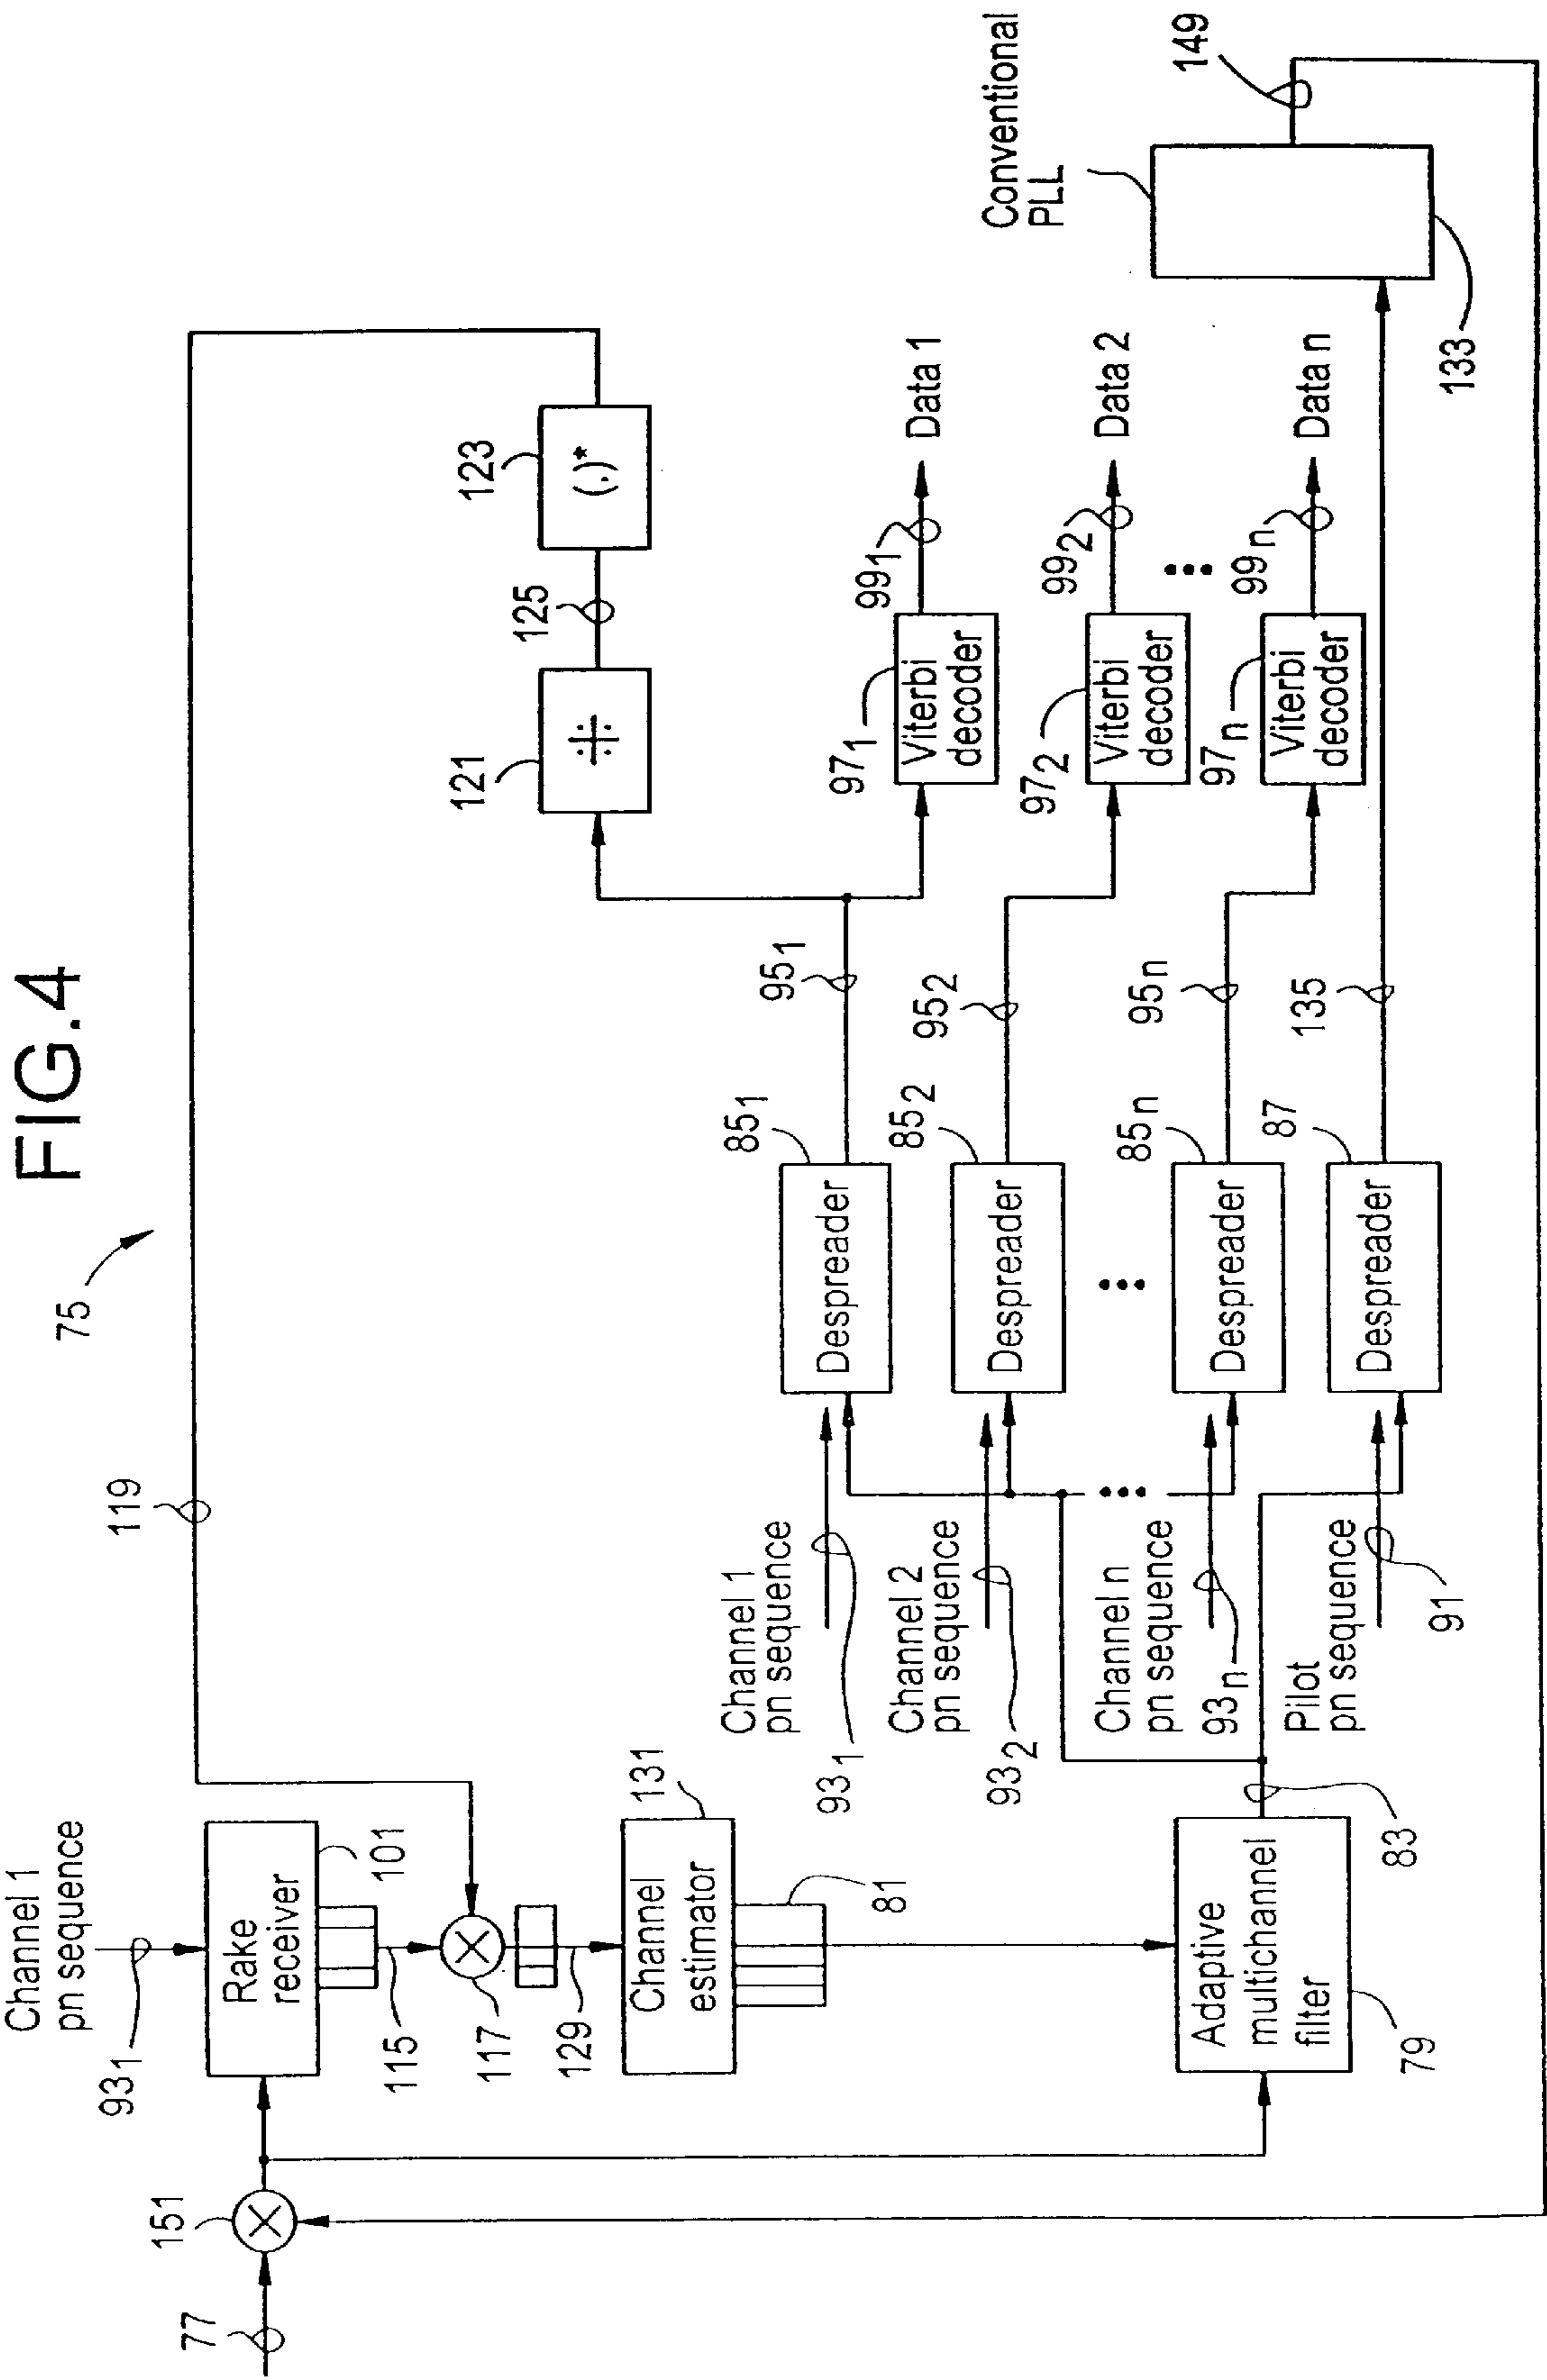 FIG.4
75
77
151
Channel 1
pn sequence
93₁
Rake
receiver
101
115
117
119
129
Channel
estimator
131
81
Adaptive
multichannel
filter
79
83
Channel 1
pn sequence
93₁
Channel 2
pn sequence
93₂
Channel n
pn sequence
93n
Pilot
pn sequence
91
Despreader
85₁
Despreader
85₂
Despreader
85n
Despreader
87
95₁
95₂
95n
135
121
125
(.)*
123
Viterbi
decoder
97₁
Viterbi
decoder
97₂
Viterbi
decoder
97n
99₁
99₂
99n
Data 1
Data 2
Data n
Conventional
PLL
133
149